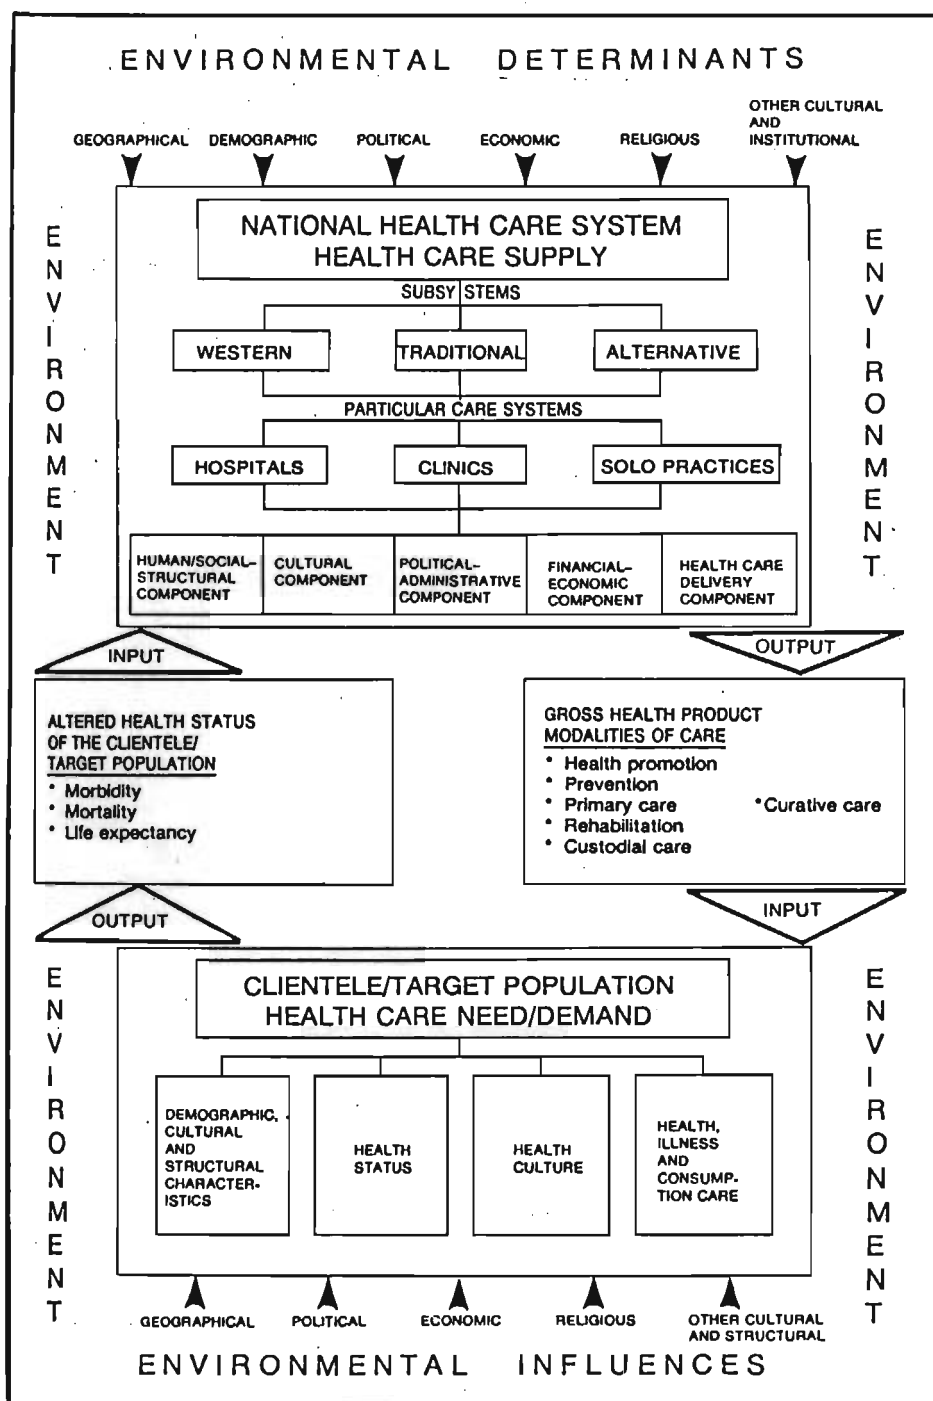 ENVIRONMENTAL DETERMINANTS
OTHER CULTURAL
AND
INSTITUTIONAL
GEOGRAPHICAL DEMOGRAPHIC POLITICAL ECONOMIC RELIGIOUS
ENVIRONMENT
ENVIRONMENT
NATIONAL HEALTH CARE SYSTEM
HEALTH CARE SUPPLY
SUBSYSTEMS
WESTERN
TRADITIONAL
ALTERNATIVE
PARTICULAR CARE SYSTEMS
HOSPITALS
CLINICS
SOLO PRACTICES
HUMAN/SOCIAL-
STRUCTURAL
COMPONENT
CULTURAL
COMPONENT
POLITICAL-
ADMINISTRATIVE
COMPONENT
FINANCIAL-
ECONOMIC
COMPONENT
HEALTH CARE
DELIVERY
COMPONENT
INPUT
OUTPUT
ALTERED HEALTH STATUS
OF THE CLIENTELE/
TARGET POPULATION
* Morbidity
* Mortality
* Life expectancy
GROSS HEALTH PRODUCT
MODALITIES OF CARE
* Health promotion
* Prevention
* Primary care *Curative care
* Rehabilitation
* Custodial care
OUTPUT
INPUT
ENVIRONMENT
ENVIRONMENT
CLIENTELE/TARGET POPULATION
HEALTH CARE NEED/DEMAND
DEMOGRAPHIC,
CULTURAL
AND
STRUCTURAL
CHARACTER-
ISTICS
HEALTH
STATUS
HEALTH
CULTURE
HEALTH,
ILLNESS
AND
CONSUMP-
TION CARE
GEOGRAPHICAL POLITICAL ECONOMIC RELIGIOUS OTHER CULTURAL
AND STRUCTURAL
ENVIRONMENTAL INFLUENCES